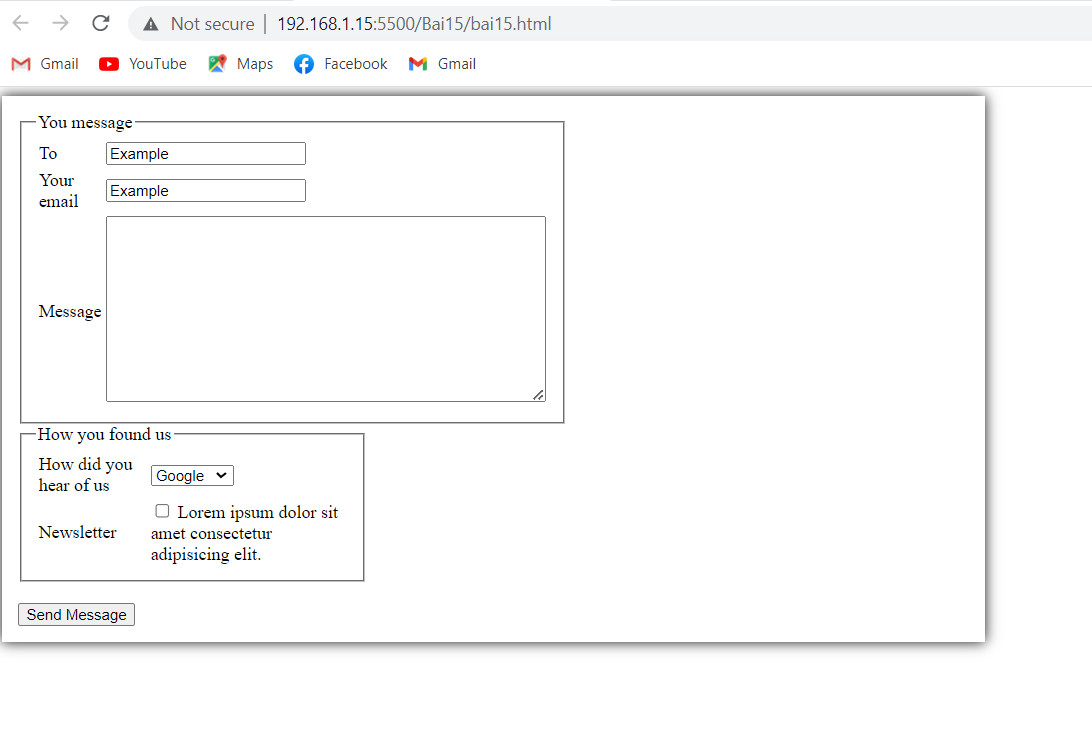 Not secure | 192.168.1.15:5500/Bai15/bai15.html
Gmail YouTube Maps Facebook Gmail
You message
To Example
Your
email
Example
Message
How you found us
How did you
hear of us
Google
Newsletter
Lorem ipsum dolor sit
amet consectetur
adipisicing elit.
Send Message